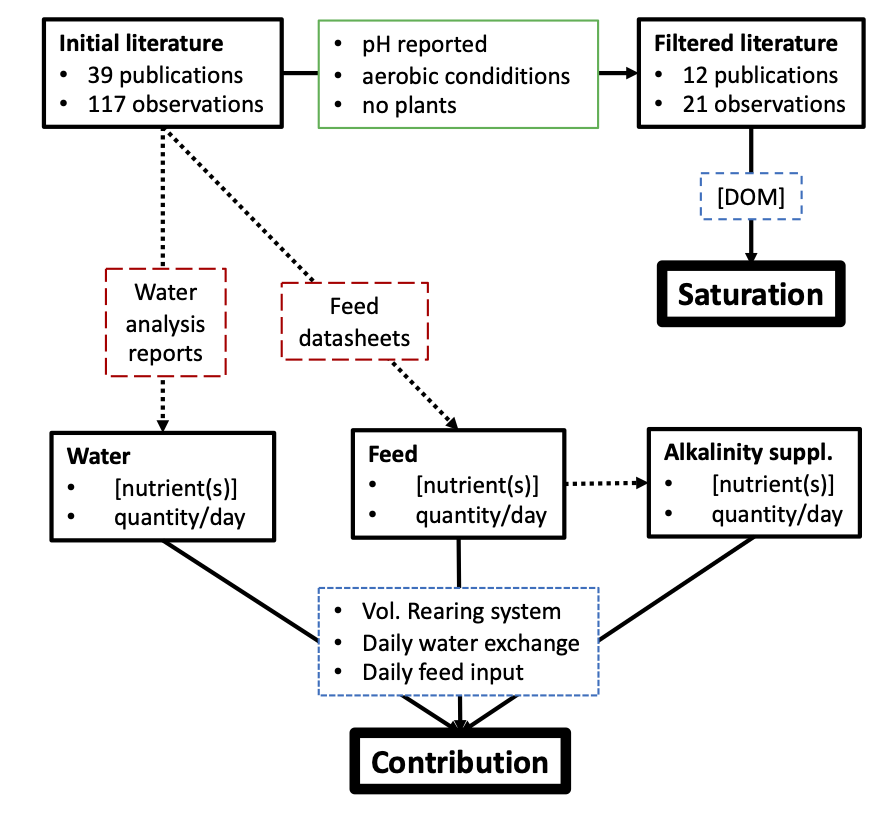 Initial literature
• 39 publications
• 117 observations
• pH reported
• aerobic condiditions
• no plants
Filtered literature
• 12 publications
• 21 observations
[DOM]
Saturation
Water
analysis
reports
Feed
datasheets
Water
• [nutrient(s)]
• quantity/day
Feed
• [nutrient(s)]
• quantity/day
Alkalinity suppl.
• [nutrient(s)]
• quantity/day
• Vol. Rearing system
• Daily water exchange
• Daily feed input
Contribution